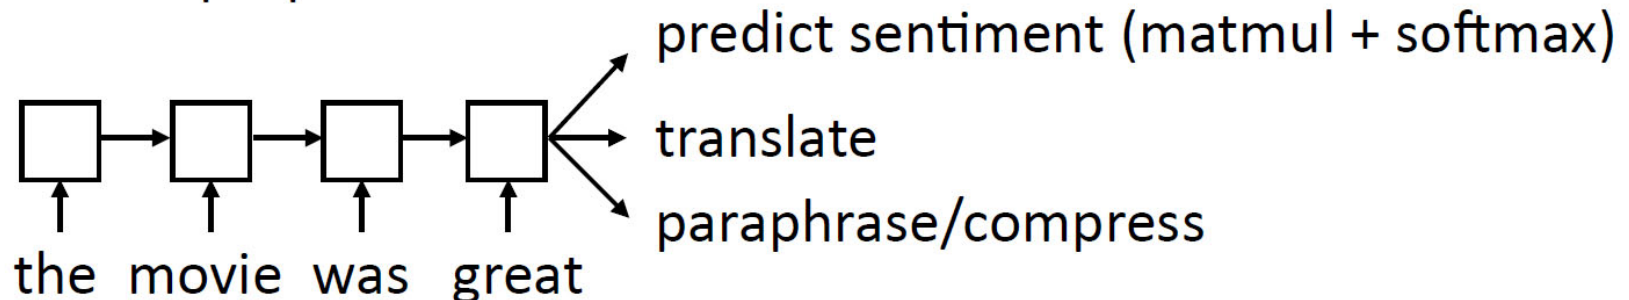 predict sentiment (matmul + softmax)
translate
paraphrase/compress
the movie was great